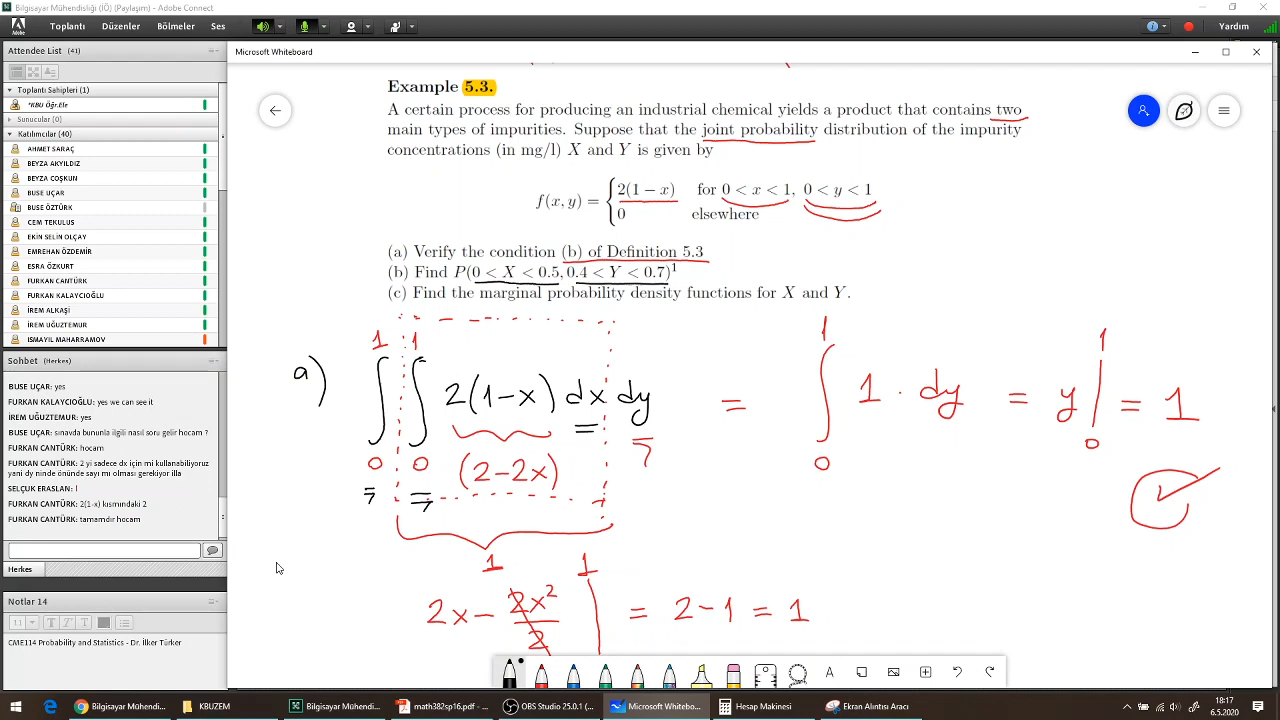 Bilgisayar Mühendisliği (İÖ) (Paylaşım) - Adobe Connect
Adobe
Toplantı Düzenler Bölmeler Ses Yardım
Attendee List (41)
Toplantı Sahipleri (1)
*KBU Öğr.Ele
Sunucular (0)
Katılımcılar (40)
AHMET SARAÇ
BEYZA AKYILDIZ
BEYZA COŞKUN
BUSE UÇAR
BUSE ÖZTÜRK
CEM TEKULUS
EKİN SELİN OLÇAY
EMREHAN ÖZDEMİR
ESRA ÖZKURT
FURKAN CANTÜRK
FURKAN KALAYCIOĞLU
İREM ALKAŞİ
İREM UĞUZTEMUR
ISMAYIL MAHARRAMOV
Sohbet (Herkes)
BUSE UÇAR: yes
FURKAN KALAYCIOĞLU: yes we can see it
İREM UĞUZTEMUR: yes
BUSE UÇAR: sınavda bununla ilgili nasıl soru gelir hocam ?
FURKAN CANTÜRK: hocam
FURKAN CANTÜRK: 2 yi sadece dx için mi kullanabiliyoruz
yani dy ninde önünde sayı mı olması gerekiyor illa
SELÇUK ERASLAN: !
FURKAN CANTÜRK: 2(1-x) kısmındaki 2
FURKAN CANTÜRK: tamamdır hocam
Herkes
Notlar 14
11 T T T
CME114 Probability and Statistics - Dr. İlker Türker
Microsoft Whiteboard
Example 5.3.
A certain process for producing an industrial chemical yields a product that contains two
main types of impurities. Suppose that the joint probability distribution of the impurity
concentrations (in mg/l) X and Y is given by
f(x, y) = { 2(1 − x) for 0 < x < 1, 0 < y < 1
0 elsewhere
(a) Verify the condition (b) of Definition 5.3
(b) Find P(0 < X < 0.5, 0.4 < Y < 0.7)¹
(c) Find the marginal probability density functions for X and Y.
a) ∫₀¹ ∫₀¹ 2(1-x) dx dy = ∫₀¹ 1 · dy = y |₀¹ = 1
(2-2x)
1
2x - 2x²/2 |¹ = 2-1 = 1
A
Bilgisayar Mühendi... KRUZEM Bilgisayar Mühendi... math382sp16.pdf - ... OBS Studio 25.0.1 (... Microsoft Whitebo... Hesap Makinesi Ekran Alıntısı Aracı
18:17
6.5.2020